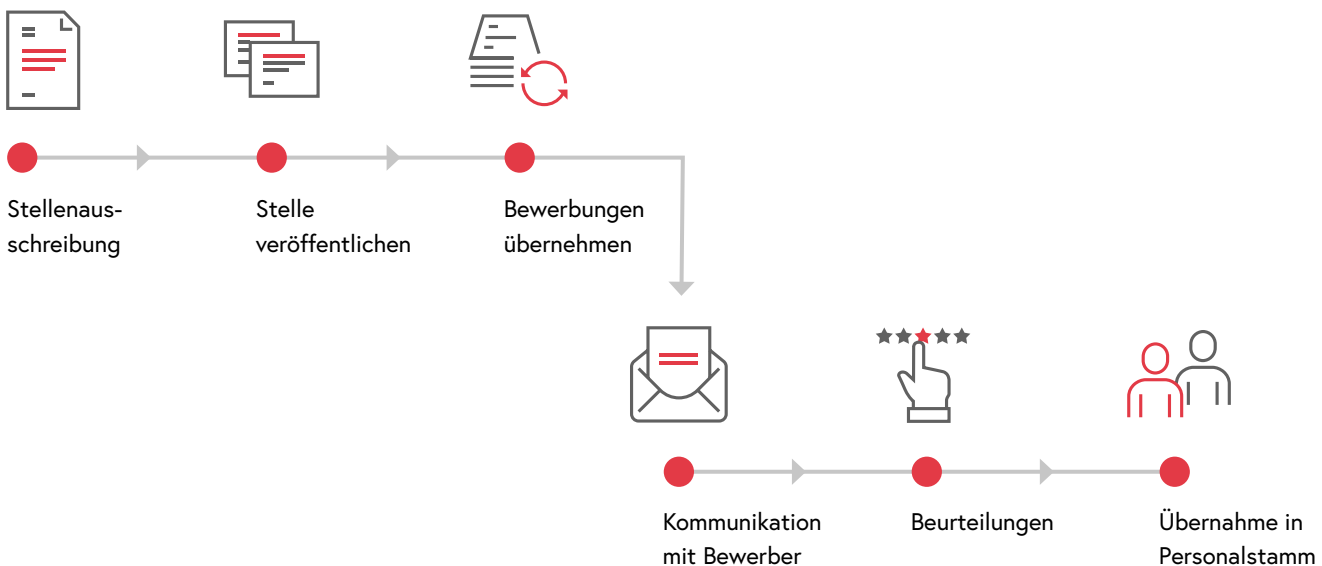 Stellenaus-
schreibung
Stelle
veröffentlichen
Bewerbungen
übernehmen
Kommunikation
mit Bewerber
Beurteilungen
Übernahme in
Personalstamm